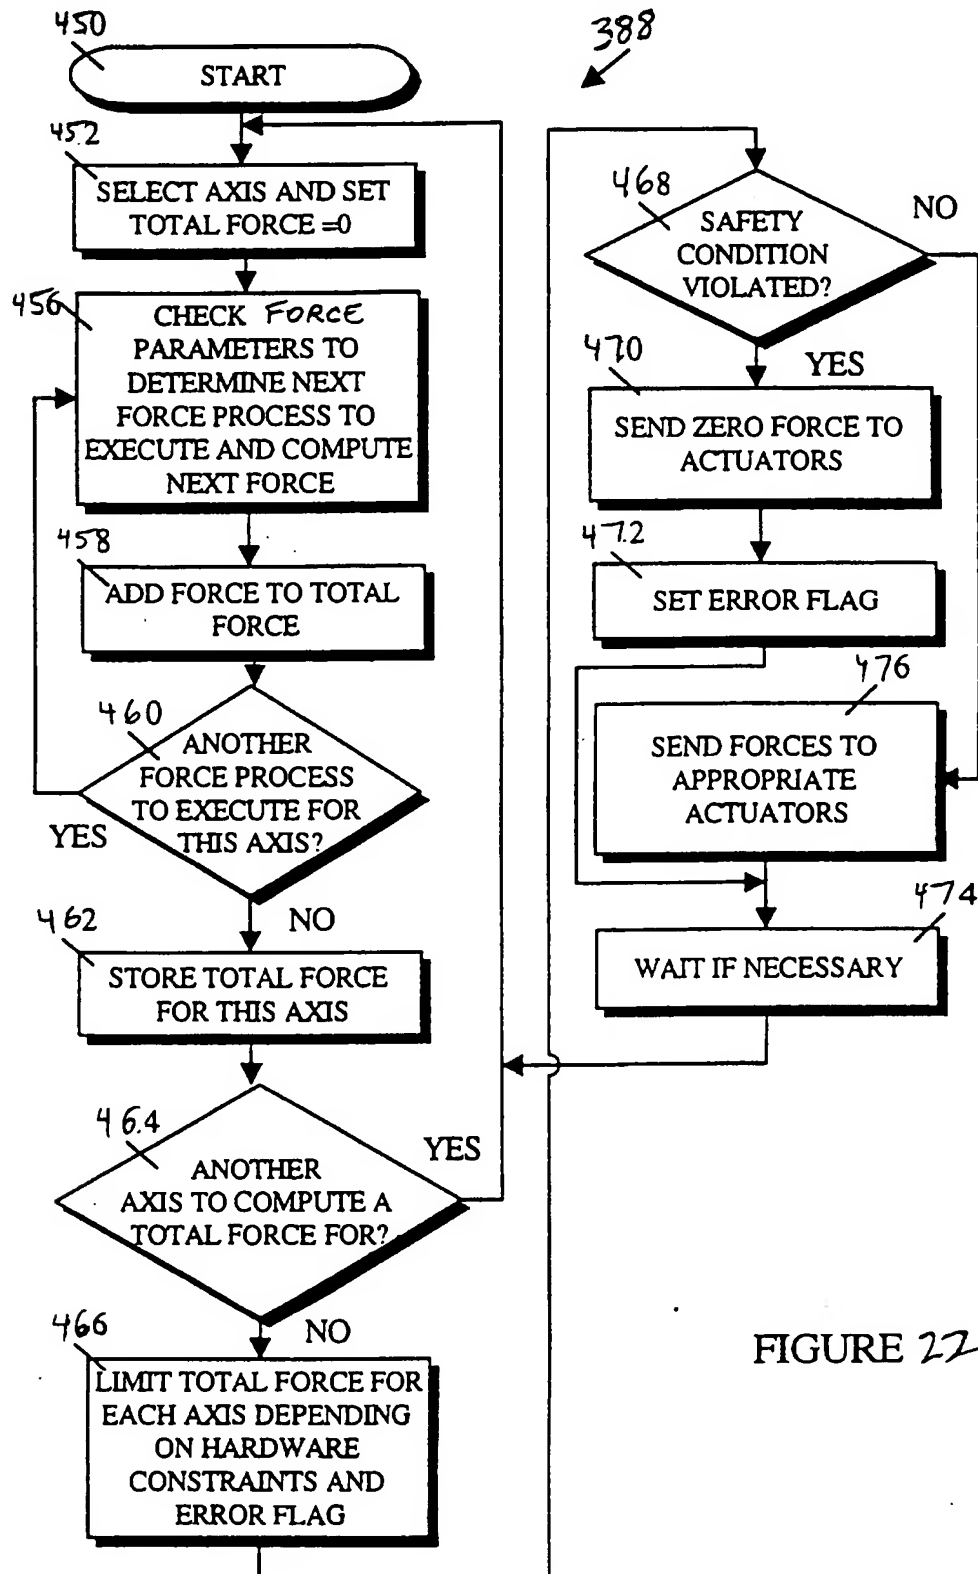 450
START
388
452
SELECT AXIS AND SET
TOTAL FORCE =0
456
CHECK FORCE
PARAMETERS TO
DETERMINE NEXT
FORCE PROCESS TO
EXECUTE AND COMPUTE
NEXT FORCE
458
ADD FORCE TO TOTAL
FORCE
460
ANOTHER
FORCE PROCESS
TO EXECUTE FOR
THIS AXIS?
YES
NO
462
STORE TOTAL FORCE
FOR THIS AXIS
464
YES
ANOTHER
AXIS TO COMPUTE A
TOTAL FORCE FOR?
NO
466
LIMIT TOTAL FORCE FOR
EACH AXIS DEPENDING
ON HARDWARE
CONSTRAINTS AND
ERROR FLAG
468
NO
SAFETY
CONDITION
VIOLATED?
YES
470
SEND ZERO FORCE TO
ACTUATORS
472
SET ERROR FLAG
476
SEND FORCES TO
APPROPRIATE
ACTUATORS
474
WAIT IF NECESSARY
FIGURE 22